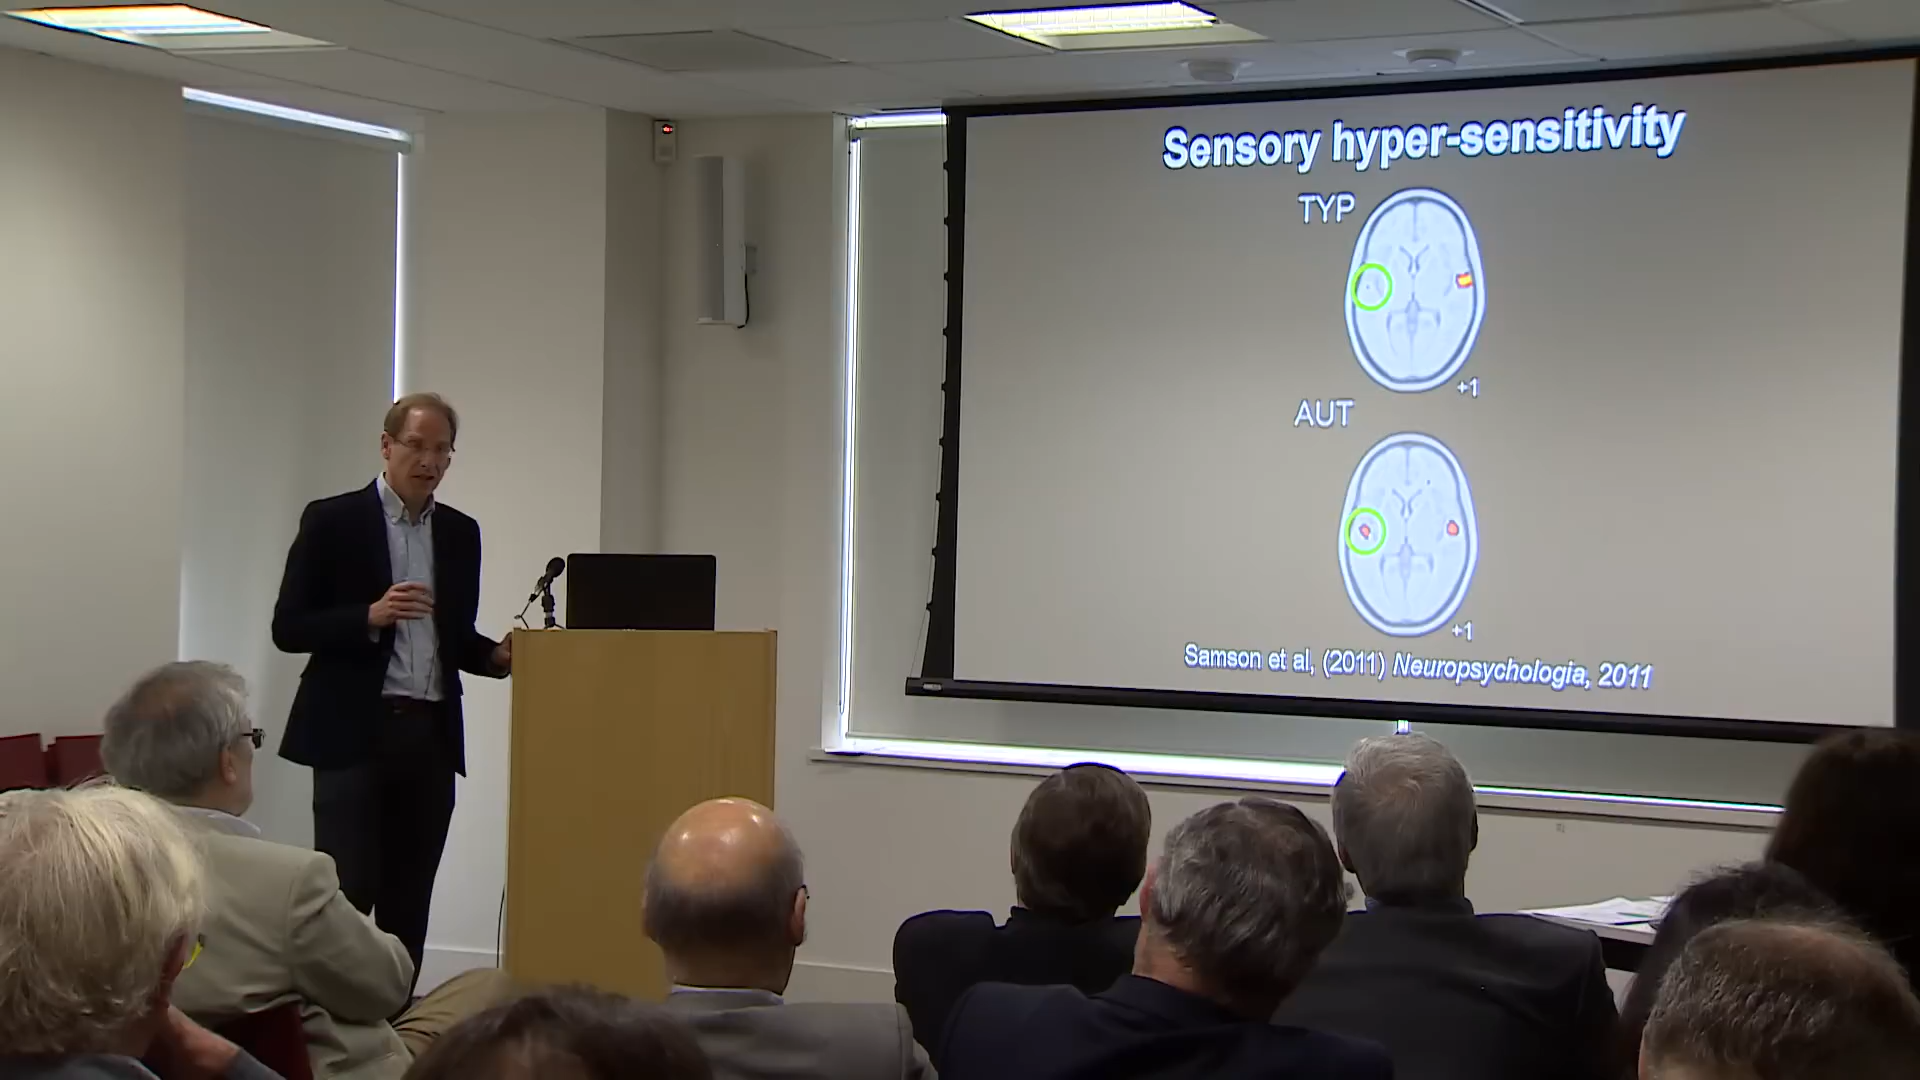 Sensory hyper-sensitivity
TYP
+1
AUT
+1
Samson et al, (2011) Neuropsychologia, 2011